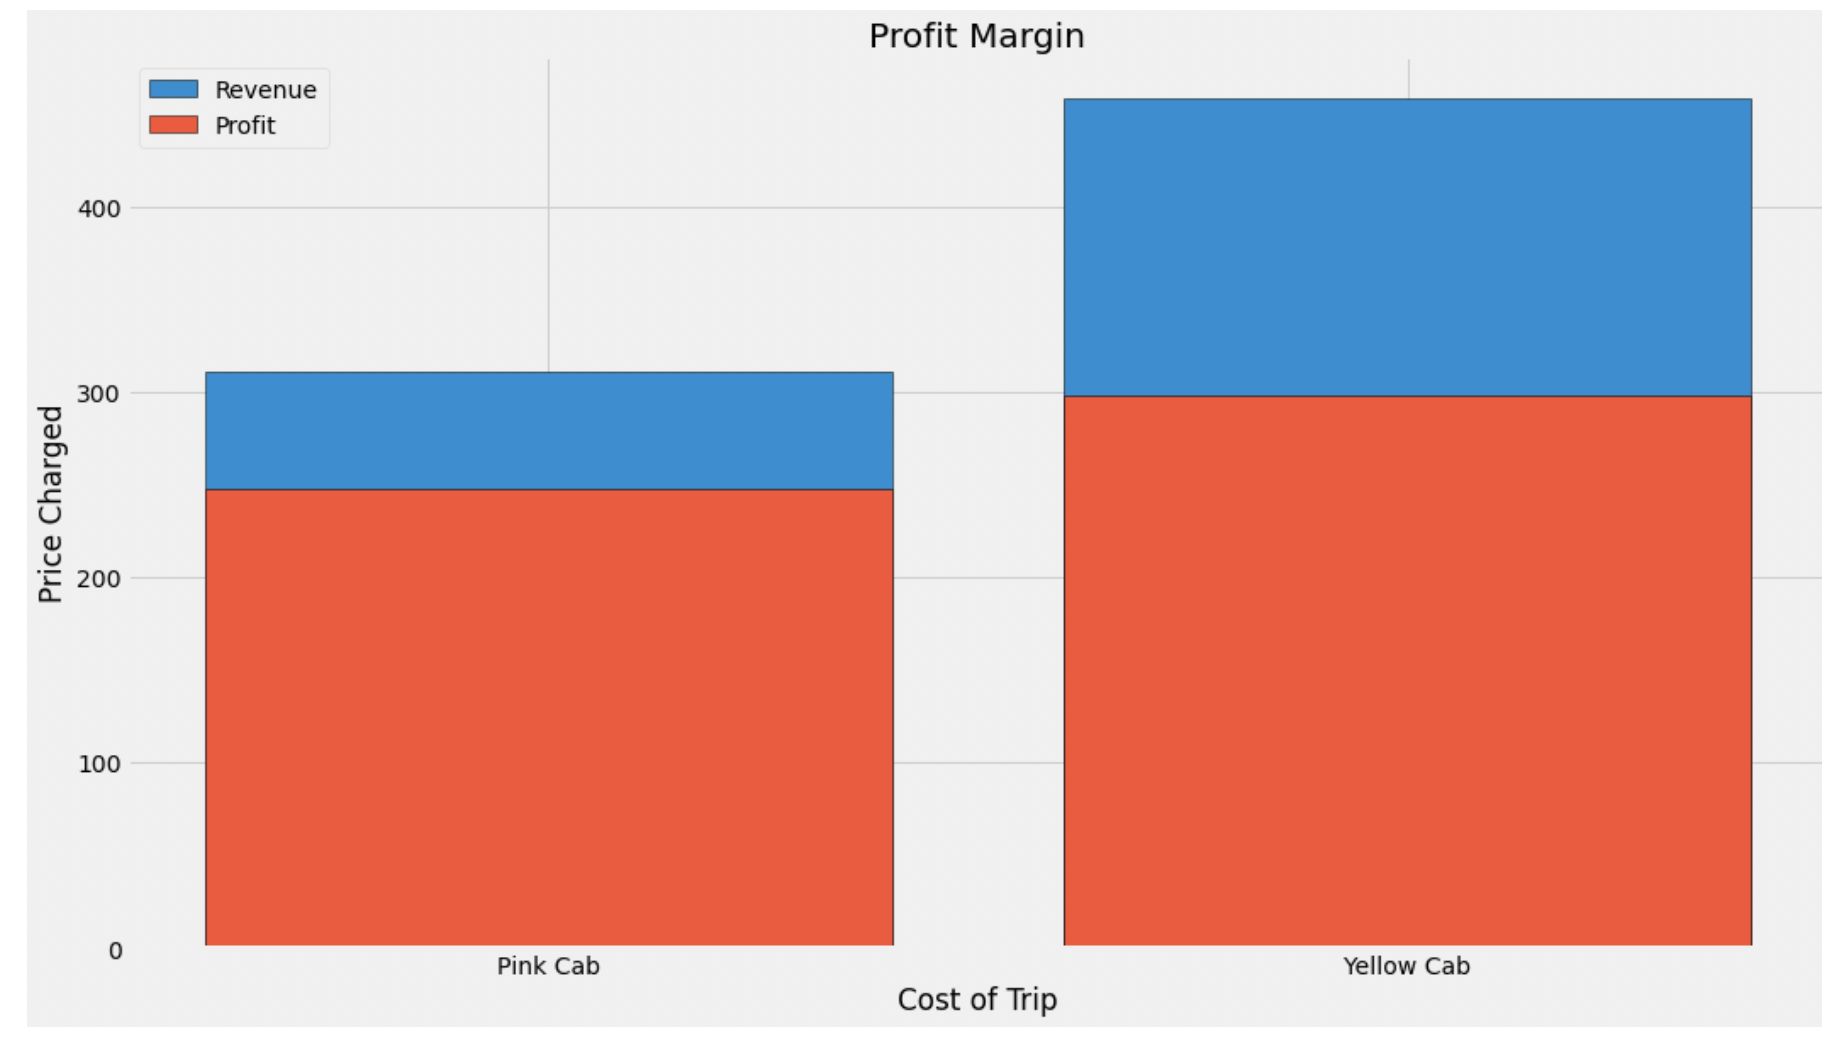 Profit Margin
Revenue
Profit
400
300
200
100
0
Price Charged
Pink Cab
Yellow Cab
Cost of Trip